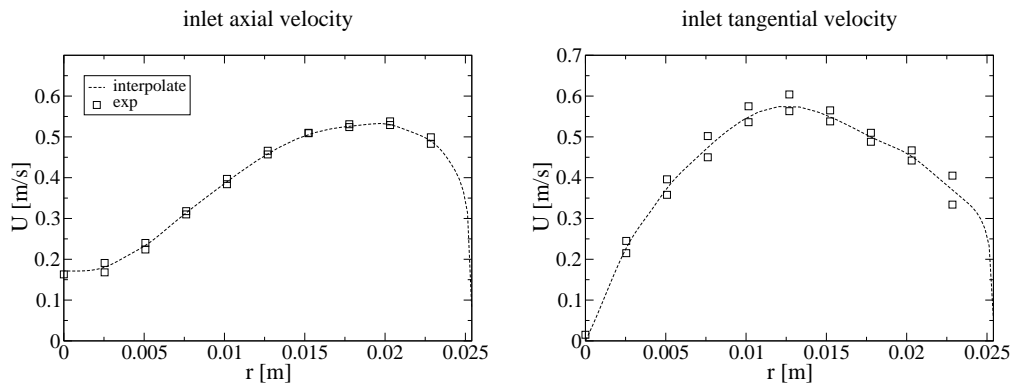 inlet axial velocity
U [m/s]
0.6
0.5
0.4
0.3
0.2
0.1
0
interpolate
exp
0 0.005 0.01 0.015 0.02 0.025
r [m]
inlet tangential velocity
U [m/s]
0.7
0.6
0.5
0.4
0.3
0.2
0.1
0
0 0.005 0.01 0.015 0.02 0.025
r [m]